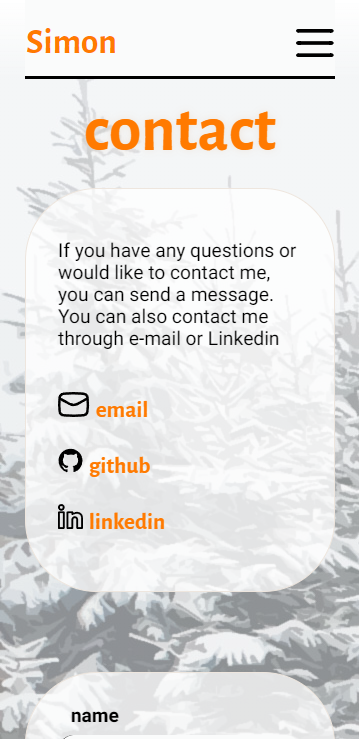 Simon
contact
If you have any questions or
would like to contact me,
you can send a message.
You can also contact me
through e-mail or Linkedin
email
github
linkedin
name